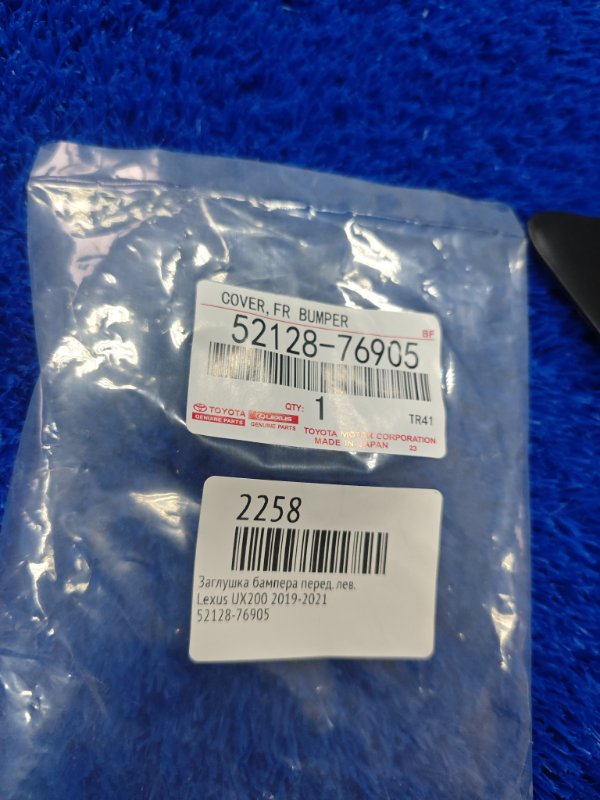 COVER, FR BUMPER
BF
52128-76905
QTY: 1
TR41
TOYOTA
GENUINE PARTS
LEXUS
GENUINE PARTS
TOYOTA MOTOR CORPORATION
MADE IN JAPAN 23
2258
Заглушка бампера перед. лев.
Lexus UX200 2019-2021
52128-76905